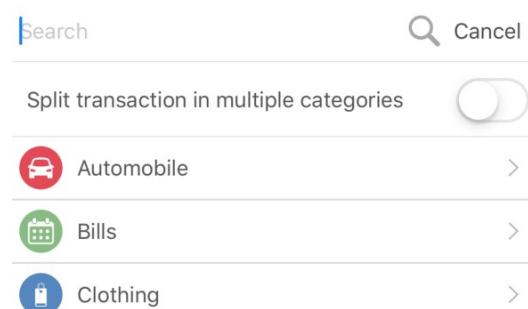 Search Cancel
Split transaction in multiple categories
Automobile
Bills
Clothing